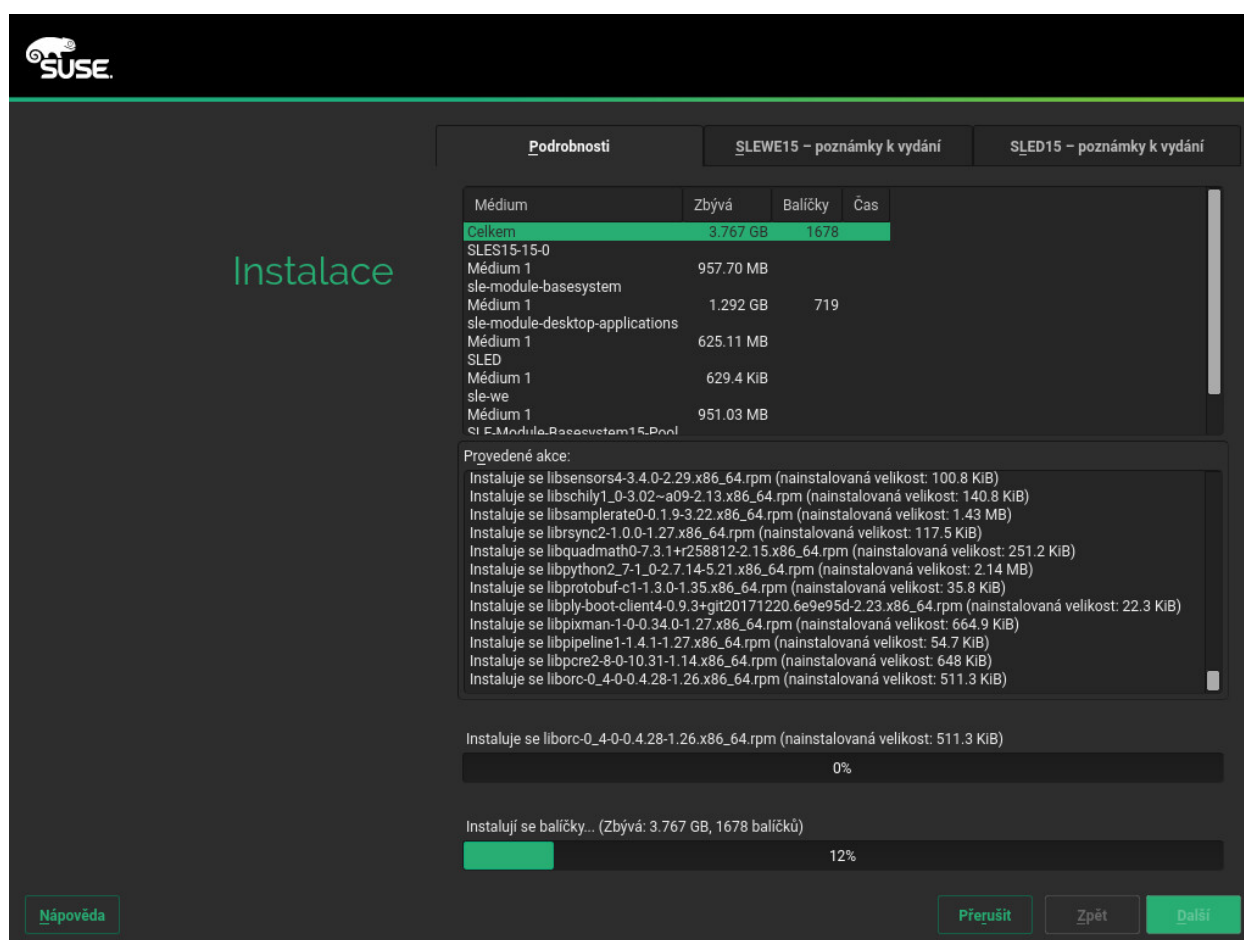 SUSE.
Podrobnosti
SLEWE15 – poznámky k vydání
SLED15 – poznámky k vydání
Instalace
Médium Zbývá Balíčky Čas
Celkem 3.767 GB 1678
SLES15-15-0
Médium 1 957.70 MB
sle-module-basesystem
Médium 1 1.292 GB 719
sle-module-desktop-applications
Médium 1 625.11 MB
SLED
Médium 1 629.4 KiB
sle-we
Médium 1 951.03 MB
SLE-Module-Basesystem15-Pool
Provedené akce:
Instaluje se libsensors4-3.4.0-2.29.x86_64.rpm (nainstalovaná velikost: 100.8 KiB)
Instaluje se libschily1_0-3.02~a09-2.13.x86_64.rpm (nainstalovaná velikost: 140.8 KiB)
Instaluje se libsamplerate0-0.1.9-3.22.x86_64.rpm (nainstalovaná velikost: 1.43 MB)
Instaluje se librsync2-1.0.0-1.27.x86_64.rpm (nainstalovaná velikost: 117.5 KiB)
Instaluje se libquadmath0-7.3.1+r258812-2.15.x86_64.rpm (nainstalovaná velikost: 251.2 KiB)
Instaluje se libpython2_7-1_0-2.7.14-5.21.x86_64.rpm (nainstalovaná velikost: 2.14 MB)
Instaluje se libprotobuf-c1-1.3.0-1.35.x86_64.rpm (nainstalovaná velikost: 35.8 KiB)
Instaluje se libply-boot-client4-0.9.3+git20171220.6e9e95d-2.23.x86_64.rpm (nainstalovaná velikost: 22.3 KiB)
Instaluje se libpixman-1-0-0.34.0-1.27.x86_64.rpm (nainstalovaná velikost: 664.9 KiB)
Instaluje se libpipeline1-1.4.1-1.27.x86_64.rpm (nainstalovaná velikost: 54.7 KiB)
Instaluje se libpcre2-8-0-10.31-1.14.x86_64.rpm (nainstalovaná velikost: 648 KiB)
Instaluje se liborc-0_4-0-0.4.28-1.26.x86_64.rpm (nainstalovaná velikost: 511.3 KiB)
Instaluje se liborc-0_4-0-0.4.28-1.26.x86_64.rpm (nainstalovaná velikost: 511.3 KiB)
0%
Instalují se balíčky... (Zbývá: 3.767 GB, 1678 balíčků)
12%
Nápověda
Přerušit
Zpět
Další